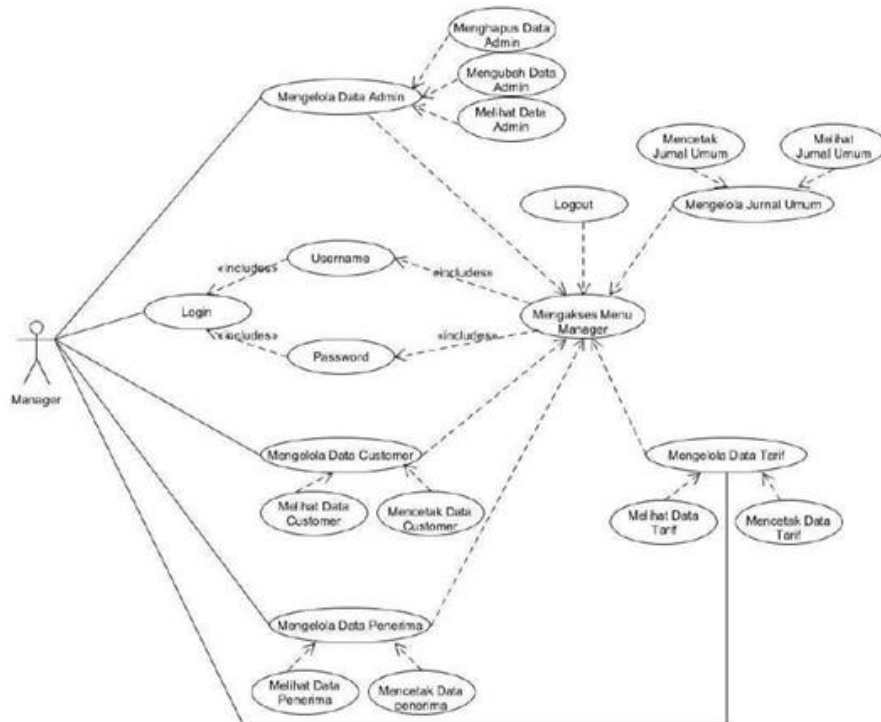 Menghapus Data
Admin
Mengubah Data
Admin
Mengelola Data Admin
Melihat Data
Admin
Mencetak
Jurnal Umum
Melihat
Jurnal Umum
Logout
Mengelola Jurnal Umum
Username
«includes»
«includes»
Login
Mengakses Menu
Manager
«includes»
«includes»
Password
Manager
Mengelola Data Customer
Mengelola Data Tarif
Melihat Data
Customer
Mencetak Data
Customer
Melihat Data
Tarif
Mencetak Data
Tarif
Mengelola Data Penerima
Melihat Data
Penerima
Mencetak Data
penerima